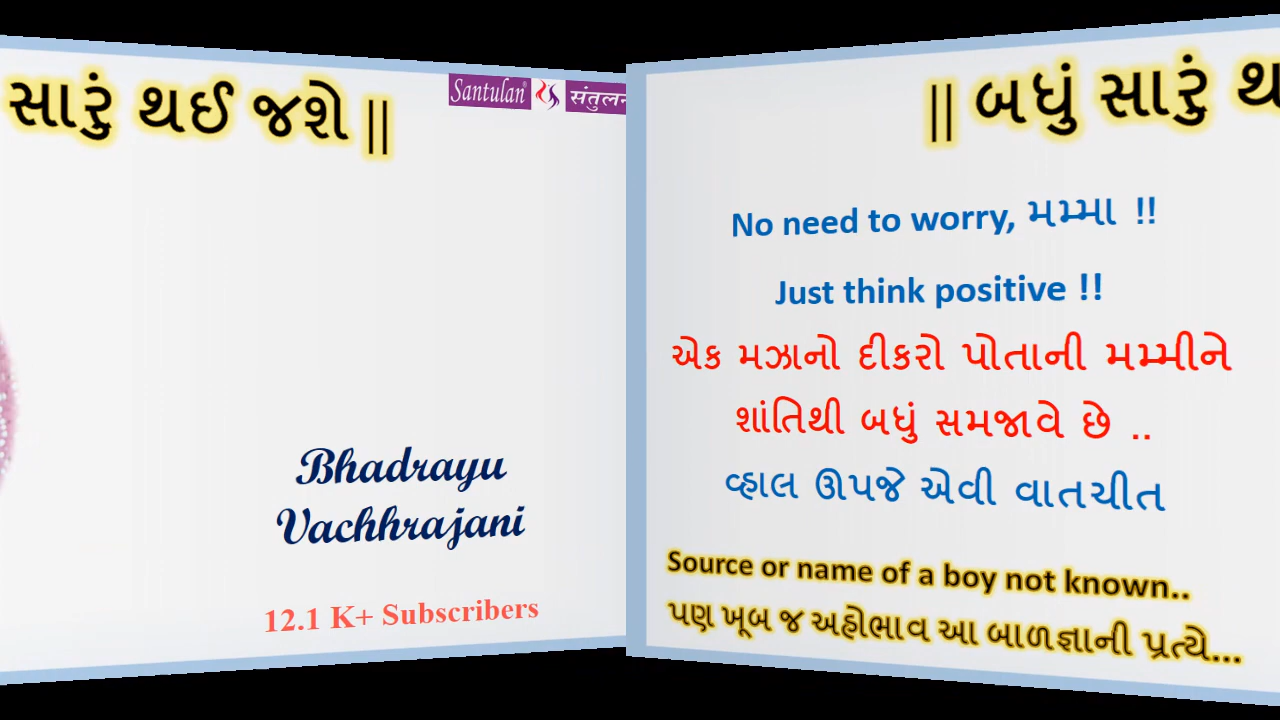 સારું થઈ જશે ||
Santulan® સંતુલન
Bhadrayu
Vachhrajani
12.1 K+ Subscribers
|| બધું સારું થ
No need to worry, મમ્મા !!
Just think positive !!
એક મઝાનો દીકરો પોતાની મમ્મીને
શાંતિથી બધું સમજાવે છે ..
વ્હાલ ઊપજે એવી વાતચીત
Source or name of a boy not known..
પણ ખૂબ જ અહોભાવ આ બાળજ્ઞાની પ્રત્યે...